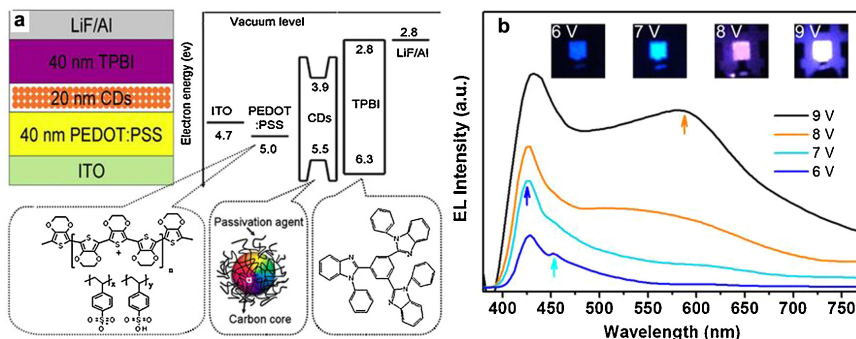 a
LiF/Al
40 nm TPBI
20 nm CDs
40 nm PEDOT:PSS
ITO
Electron energy (ev)
Vacuum level
ITO
4.7
PEDOT
:PSS
5.0
3.9
CDs
5.5
2.8
TPBI
6.3
2.8
LiF/Al
+
n
x
y
O=S=O
O
O=S=O
OH
Passivation agent
Carbon core
N
N
N
N
N
N
b
6 V
7 V
8 V
9 V
9 V
8 V
7 V
6 V
EL Intensity (a.u.)
400 450 500 550 600 650 700 750
Wavelength (nm)